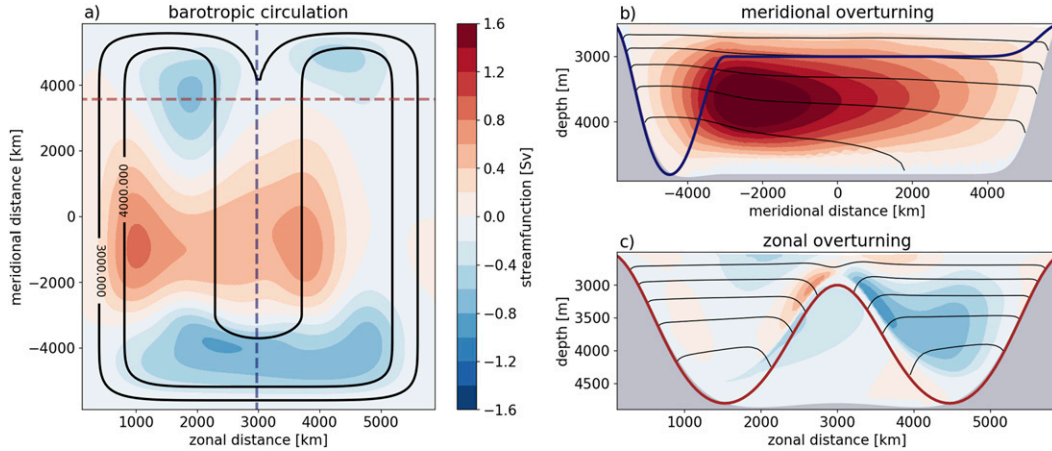 a) barotropic circulation
4000
2000
0
−2000
−4000
meridional distance [km]
4000.000
3000.000
1000 2000 3000 4000 5000
zonal distance [km]
1.6
1.2
0.8
0.4
0.0
−0.4
−0.8
−1.2
−1.6
streamfunction [Sv]
b) meridional overturning
3000
4000
depth [m]
−4000 −2000 0 2000 4000
meridional distance [km]
c) zonal overturning
3000
3500
4000
4500
depth [m]
1000 2000 3000 4000 5000
zonal distance [km]